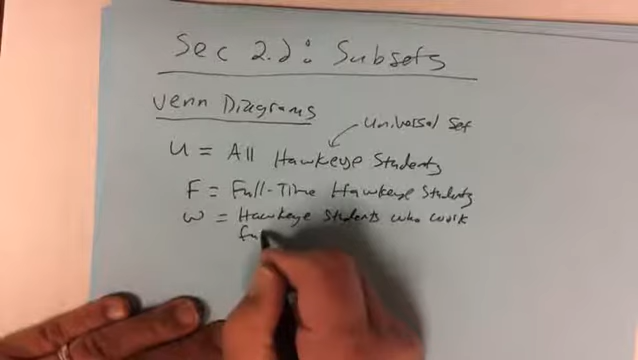 Sec 2.2: Subsets
Venn Diagrams
Universal Set
U = All Hawkeye Students
F = Full-Time Hawkeye Students
W = Hawkeye Students who work
fu